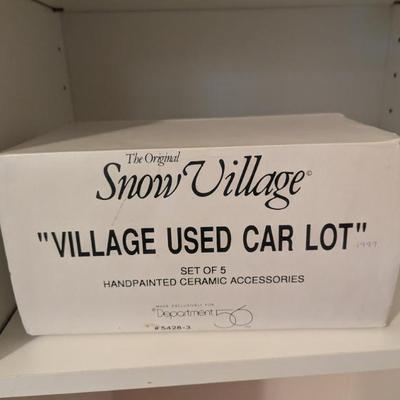 The Original
Snow Village©
"VILLAGE USED CAR LOT" 1997
SET OF 5
HANDPAINTED CERAMIC ACCESSORIES
MADE EXCLUSIVELY FOR
Department 56
#5428-3